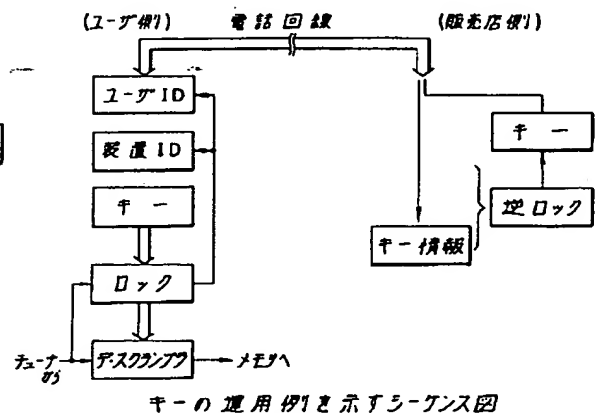 (ユーザ側) 電話回線 (販売店側)
ユーザID
装置ID
キー
ロック
チューナから
ディスクランブラ
メモリへ
キー
逆ロック
キー情報
キーの運用例を示すシーケンス図